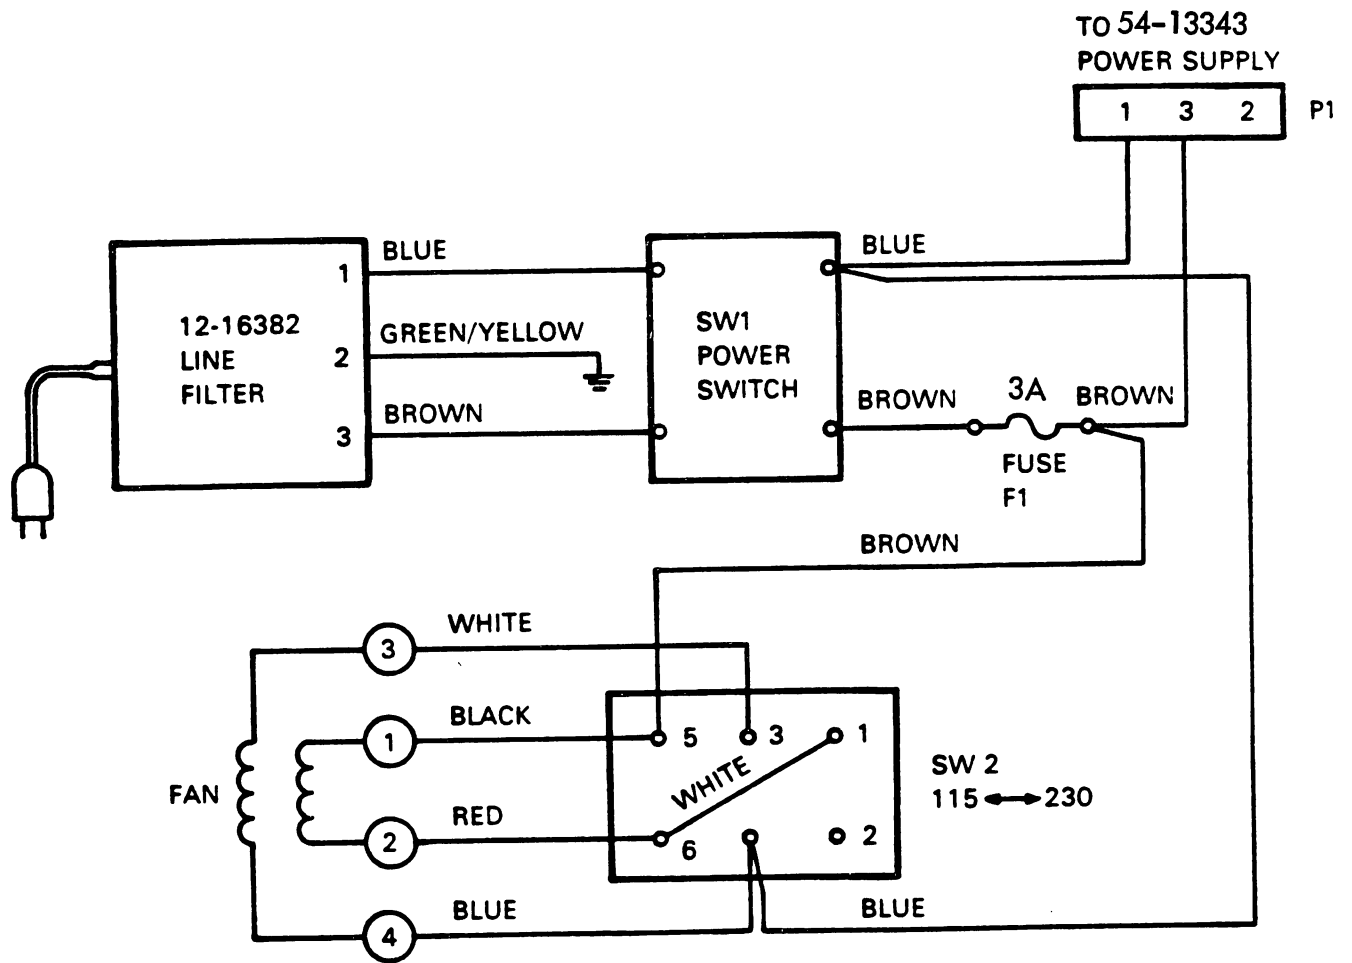 TO 54-13343
POWER SUPPLY
1 3 2
P1
BLUE
1
12-16382
LINE
FILTER
GREEN/YELLOW
2
BROWN
3
SW1
POWER
SWITCH
BLUE
BROWN
3A
BROWN
FUSE
F1
BROWN
WHITE
3
BLACK
1
FAN
RED
2
BLUE
4
5 3 1
WHITE
6 2
SW 2
115 ↔ 230
BLUE